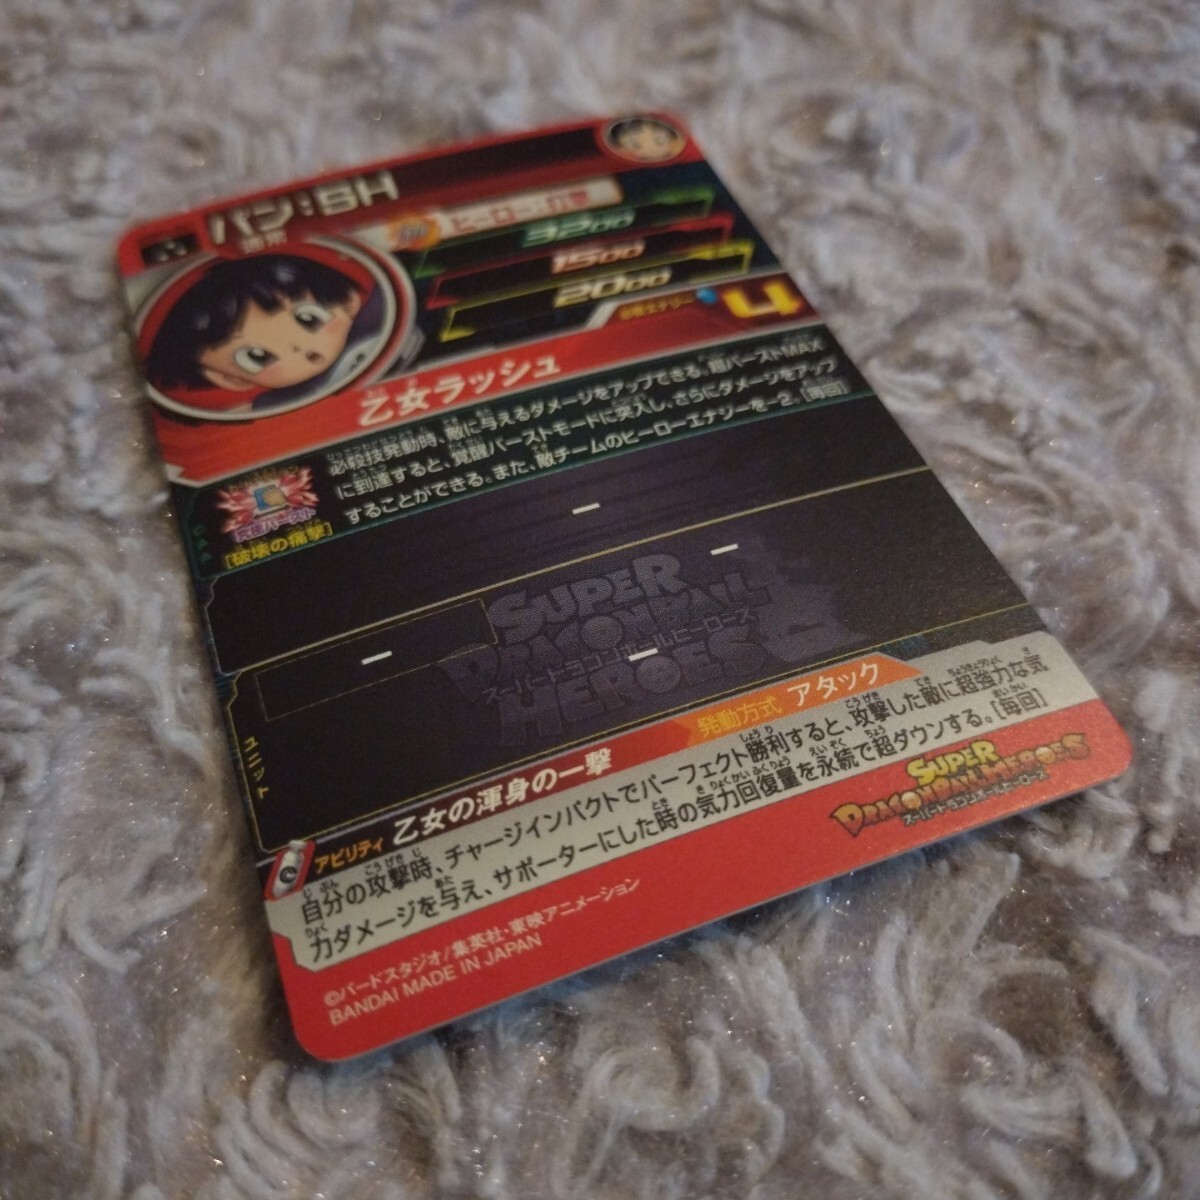 パン:SH
ヒーロー
3200
1500
2000
必殺エナジー 4
乙女ラッシュ
必殺技発動時、敵に与えるダメージをアップできる。超バーストMAX
に到達すると、覚醒バーストモードに突入し、さらにダメージをアップ
することができる。また、敵チームのヒーローエナジーを-2。[毎回]
究極バースト
[破壊の痛撃]
CAA
SUPER
DRAGONBALL
スーパードラゴンボールヒーローズ
HEROES
ユニット
アビリティ 乙女の渾身の一撃
発動方式 アタック
自分の攻撃時、チャージインパクトでパーフェクト勝利すると、攻撃した敵に超強力な気
力ダメージを与え、サポーターにした時の気力回復量を永続で超ダウンする。[毎回]
SUPER
DRAGONBALL HEROES
スーパードラゴンボールヒーローズ
©バードスタジオ/集英社・東映アニメーション
BANDAI MADE IN JAPAN